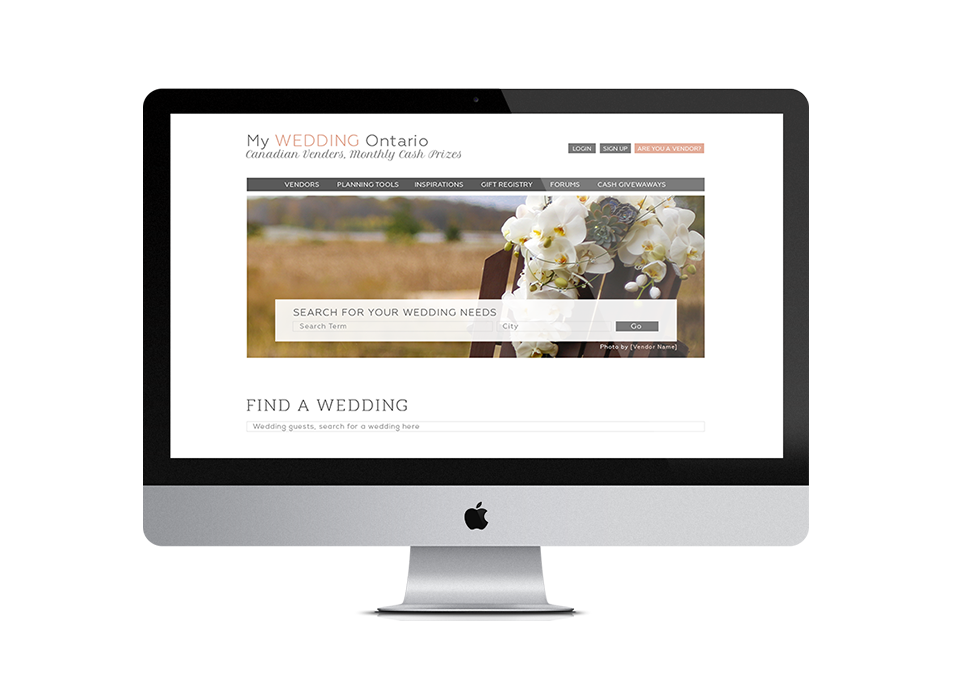 My WEDDING Ontario
Canadian Venders, Monthly Cash Prizes
LOGIN SIGN UP ARE YOU A VENDOR?
VENDORS PLANNING TOOLS INSPIRATIONS GIFT REGISTRY FORUMS CASH GIVEWAWAYS
SEARCH FOR YOUR WEDDING NEEDS
Search Term City Go
Photo by [Vendor Name]
FIND A WEDDING
Wedding guests, search for a wedding here